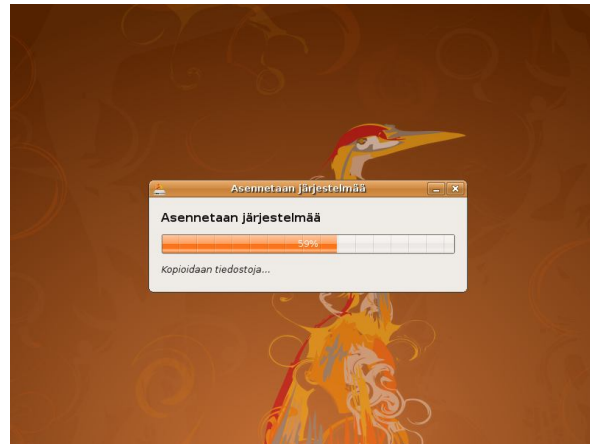 Asennetaan järjestelmää
Asennetaan järjestelmää
59%
Kopioidaan tiedostoja...